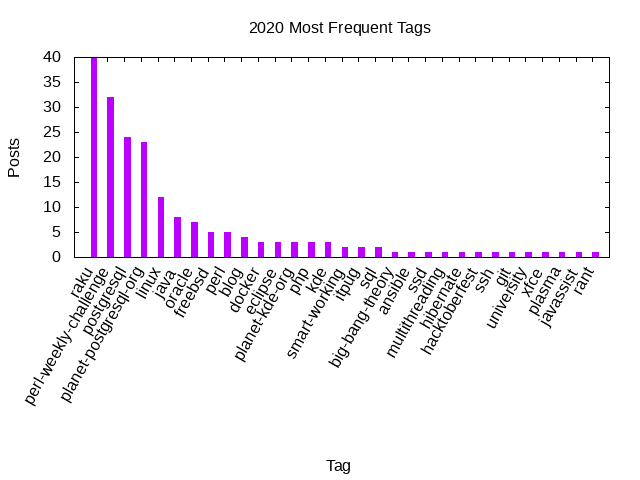 2020 Most Frequent Tags
40
35
30
25
20
15
10
5
0
Posts
raku
perl-weekly-challenge
postgresql
planet-postgresql-org
linux
java
oracle
freebsd
perl
blog
docker
eclipse
planet-kde-org
php
kde
smart-working
itpug
sql
big-bang-theory
ansible
ssd
multithreading
hibernate
hacktoberfest
ssh
git
university
xfce
plasma
javassist
rant
Tag